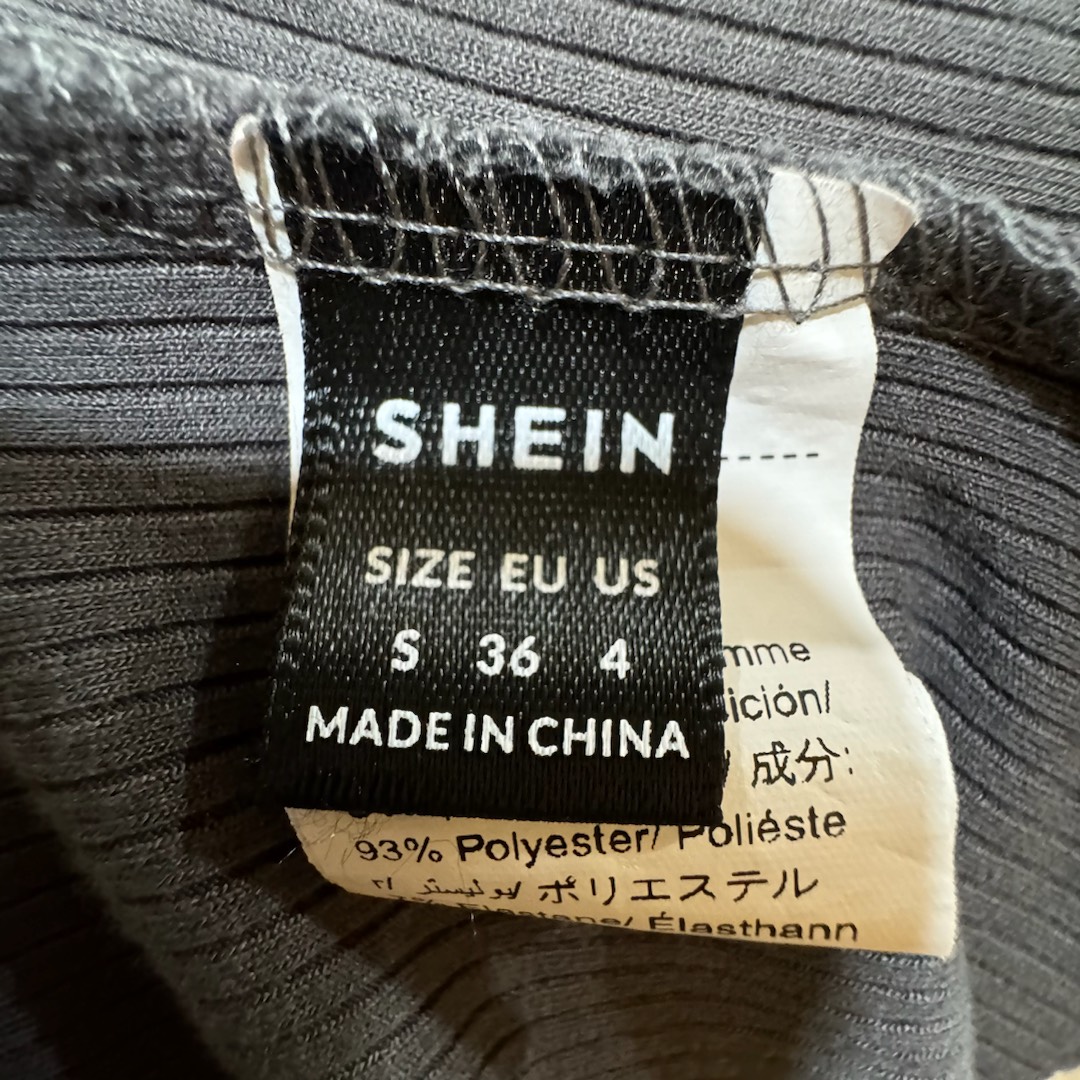 SHEIN
SIZE EU US
S 36 4
MADE IN CHINA
-----
mme
ición/
/ 成分:
93% Polyester/ Poliéste
r/ بوليستر/ ポリエステル
Élasthann